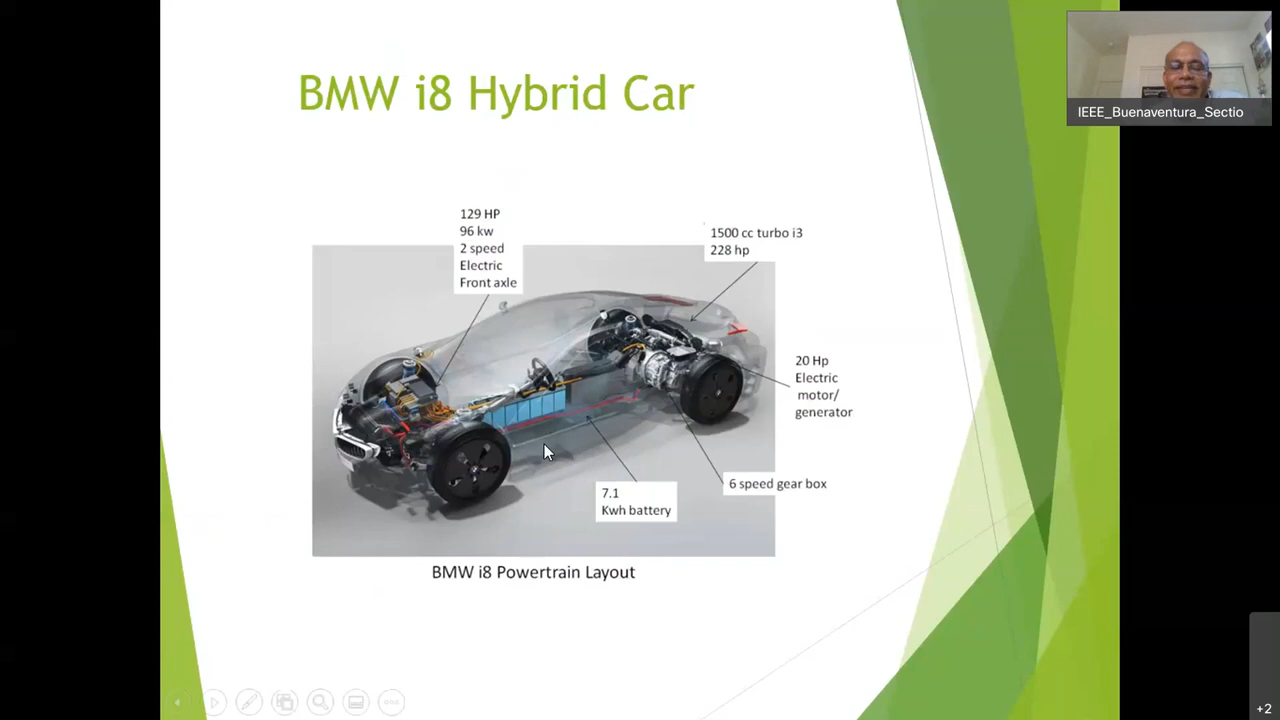 BMW i8 Hybrid Car
IEEE_Buenaventura_Sectio
129 HP
96 kw
2 speed
Electric
Front axle
1500 cc turbo i3
228 hp
20 Hp
Electric
motor/
generator
6 speed gear box
7.1
Kwh battery
BMW i8 Powertrain Layout
+2